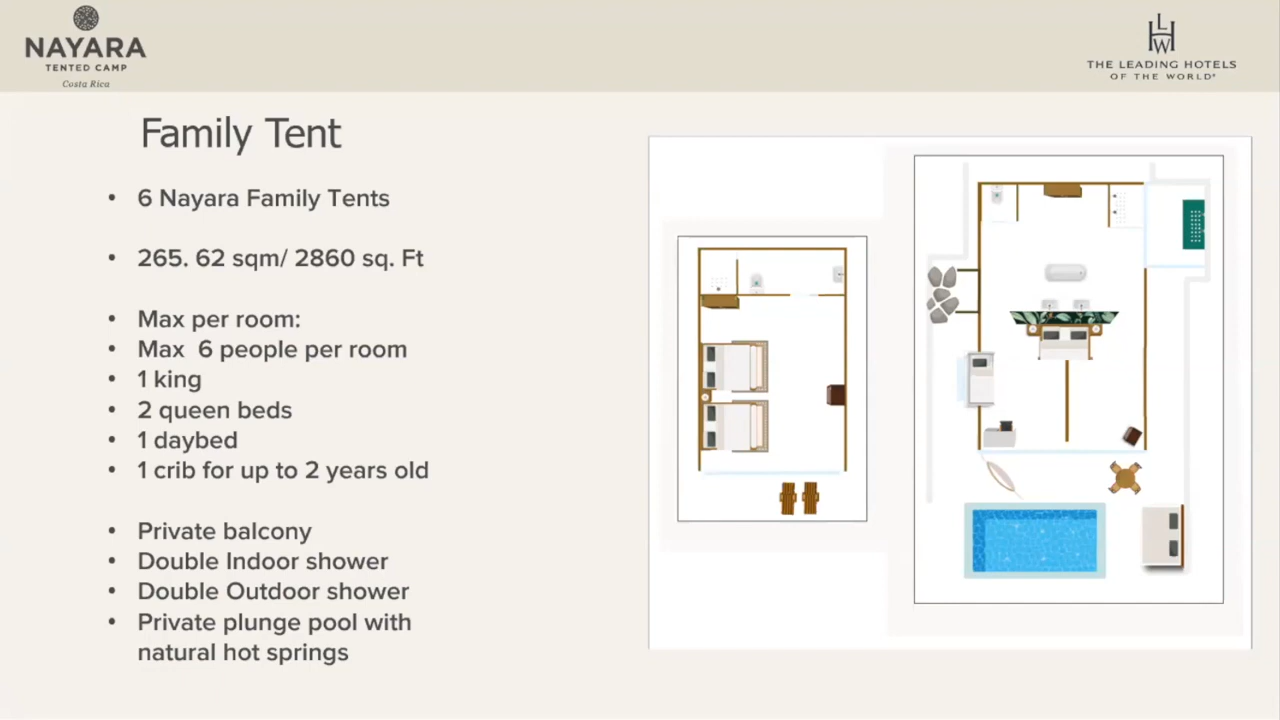 NAYARA
TENTED CAMP
Costa Rica
L
H
W
THE LEADING HOTELS
OF THE WORLD®
Family Tent
• 6 Nayara Family Tents
• 265. 62 sqm/ 2860 sq. Ft
• Max per room:
• Max  6 people per room
• 1 king
• 2 queen beds
• 1 daybed
• 1 crib for up to 2 years old
• Private balcony
• Double Indoor shower
• Double Outdoor shower
• Private plunge pool with
natural hot springs